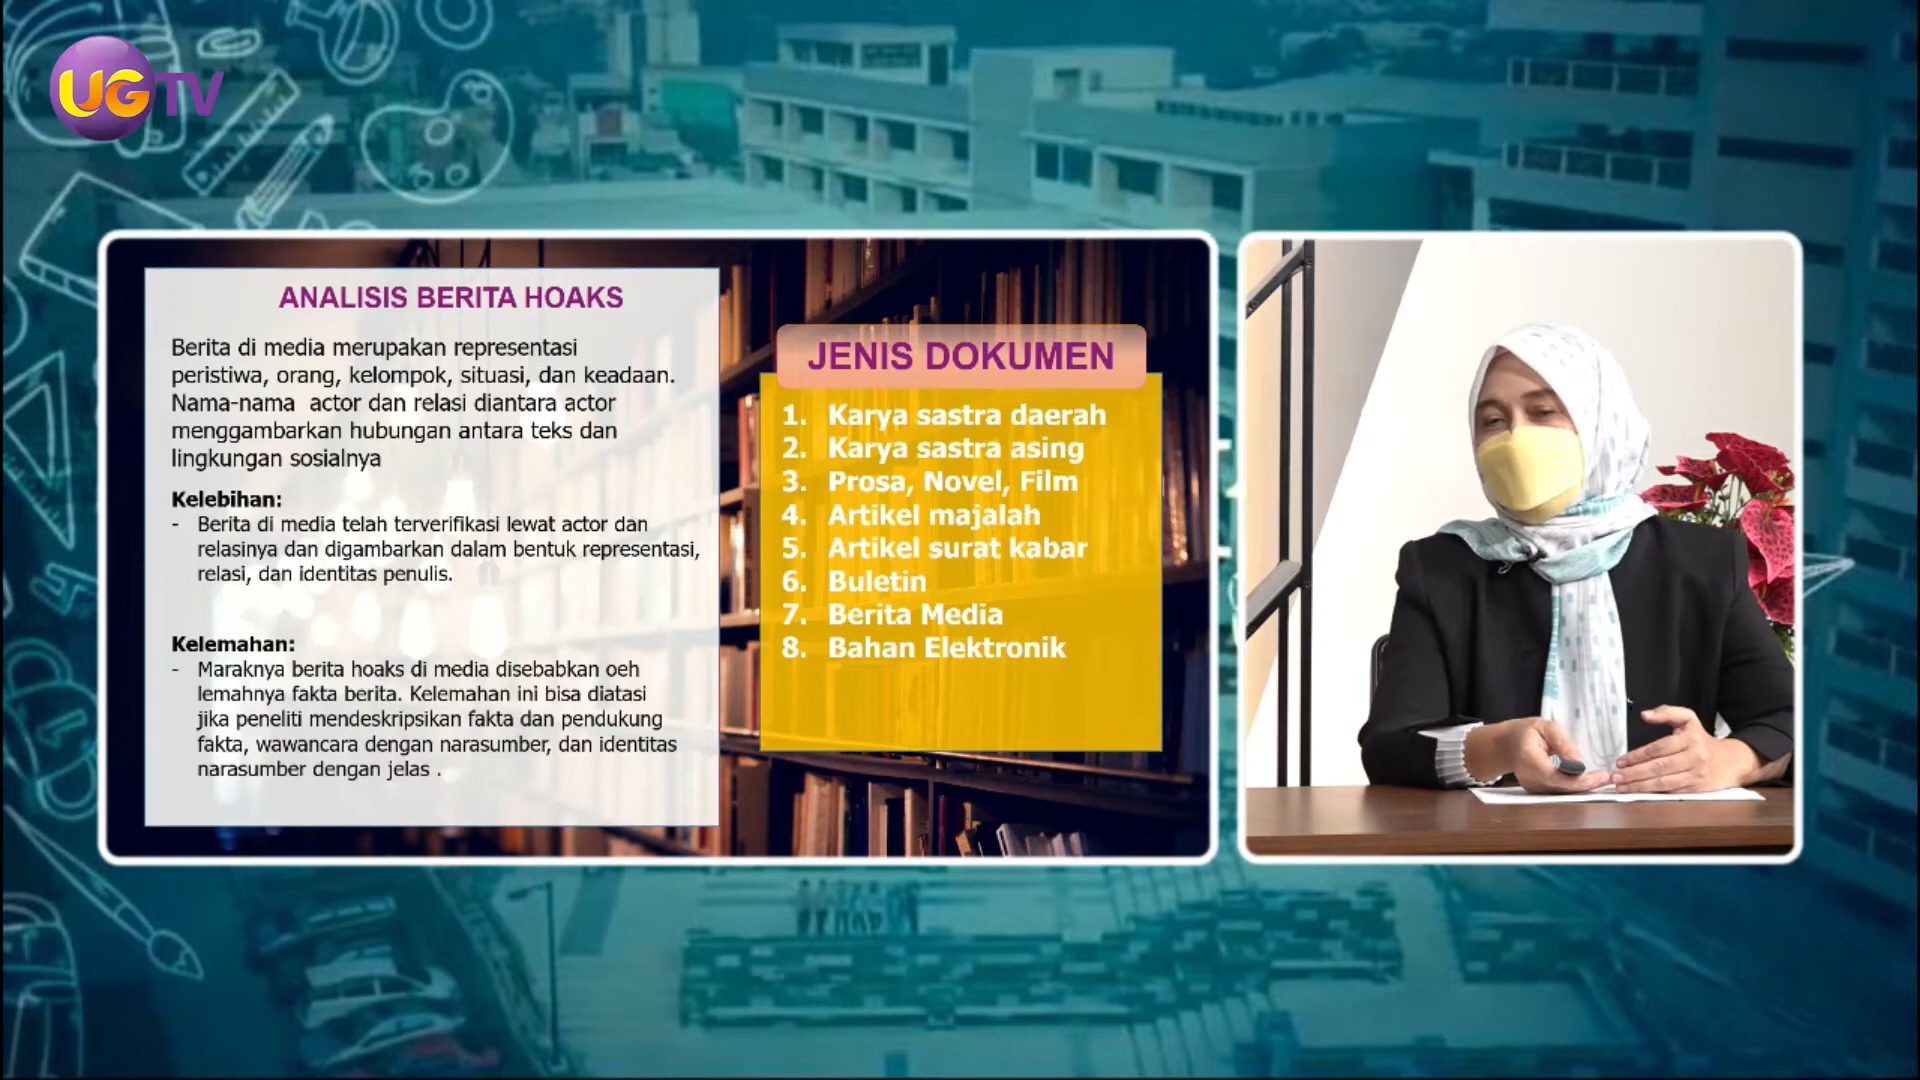 UGTV
ANALISIS BERITA HOAKS
Berita di media merupakan representasi
peristiwa, orang, kelompok, situasi, dan keadaan.
Nama-nama actor dan relasi diantara actor
menggambarkan hubungan antara teks dan
lingkungan sosialnya
Kelebihan:
- Berita di media telah terverifikasi lewat actor dan
relasinya dan digambarkan dalam bentuk representasi,
relasi, dan identitas penulis.
Kelemahan:
- Maraknya berita hoaks di media disebabkan oeh
lemahnya fakta berita. Kelemahan ini bisa diatasi
jika peneliti mendeskripsikan fakta dan pendukung
fakta, wawancara dengan narasumber, dan identitas
narasumber dengan jelas .
JENIS DOKUMEN
1. Karya sastra daerah
2. Karya sastra asing
3. Prosa, Novel, Film
4. Artikel majalah
5. Artikel surat kabar
6. Buletin
7. Berita Media
8. Bahan Elektronik